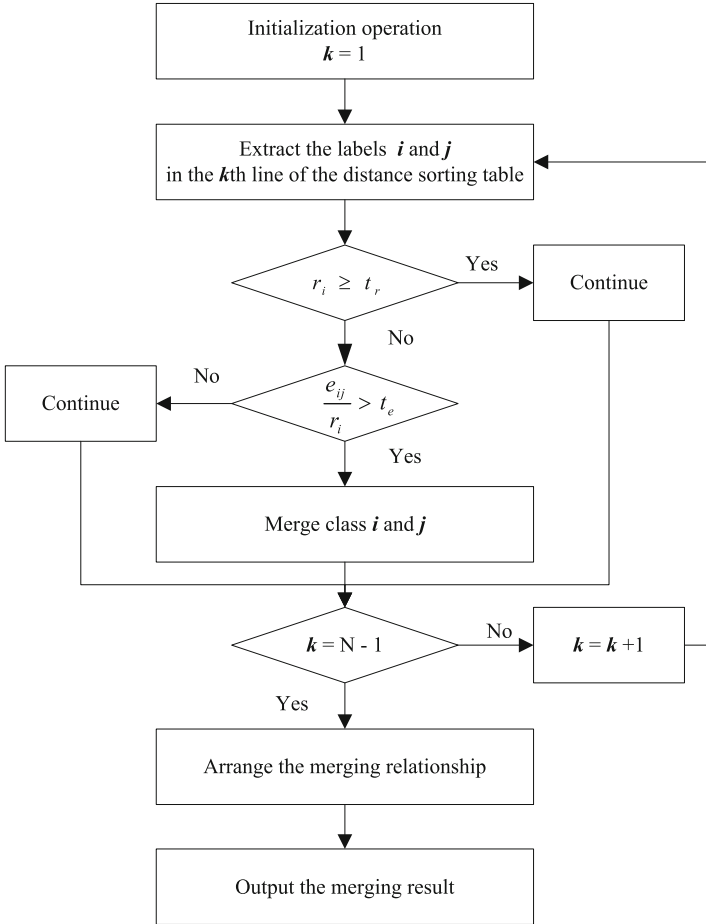 Initialization operation
k = 1
Extract the labels i and j
in the kth line of the distance sorting table
r_i ≥ t_r
Yes
Continue
No
e_ij / r_i > t_e
No
Continue
Yes
Merge class i and j
k = N - 1
No
k = k +1
Yes
Arrange the merging relationship
Output the merging result